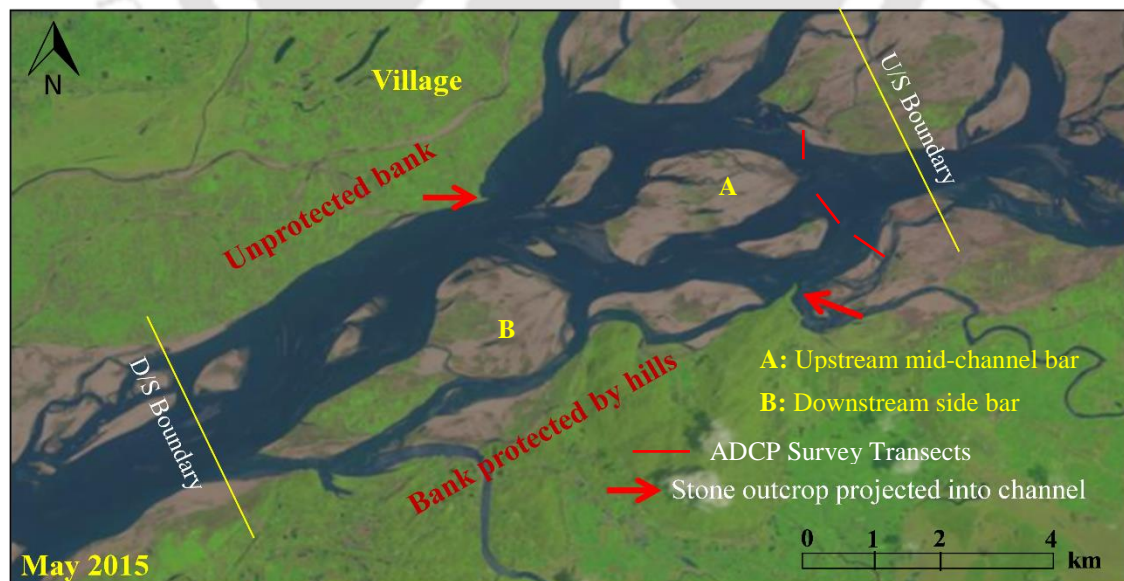 N
Village
U/S Boundary
Unprotected bank
A
B
D/S Boundary
Bank protected by hills
A: Upstream mid-channel bar
B: Downstream side bar
ADCP Survey Transects
Stone outcrop projected into channel
0 1 2 4
km
May 2015